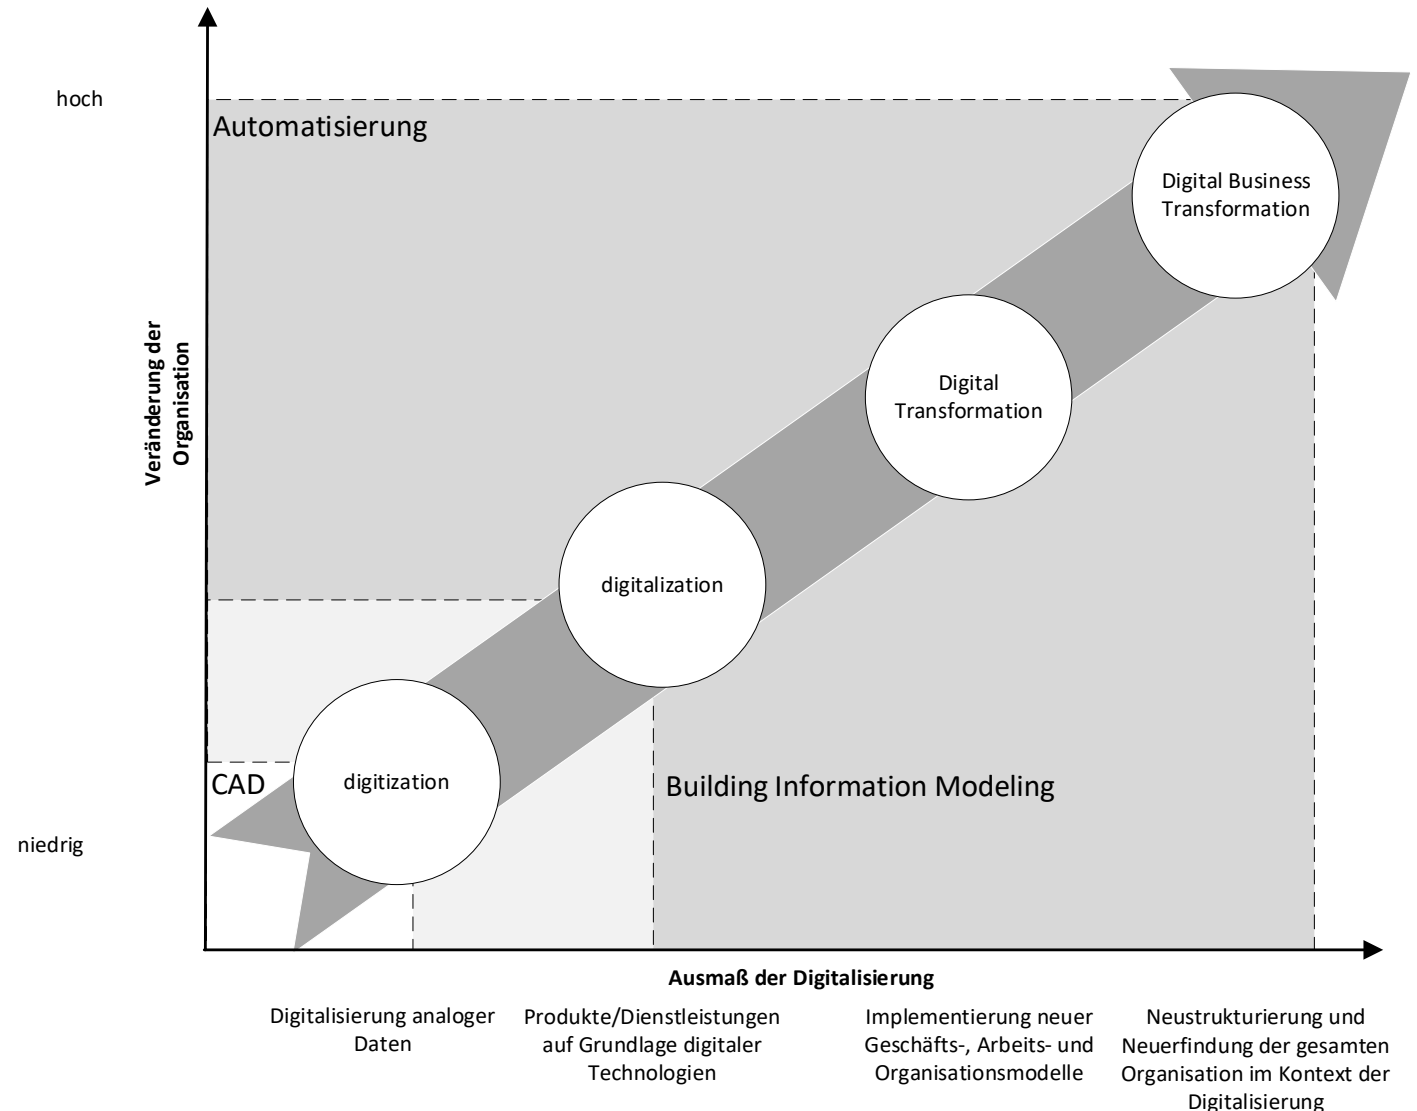 hoch
Automatisierung
Digital Business
Transformation
Digital
Transformation
Veränderung der
Organisation
digitalization
digitization
CAD
Building Information Modeling
niedrig
Ausmaß der Digitalisierung
Digitalisierung analoger
Daten
Produkte/Dienstleistungen
auf Grundlage digitaler
Technologien
Implementierung neuer
Geschäfts-, Arbeits- und
Organisationsmodelle
Neustrukturierung und
Neuerfindung der gesamten
Organisation im Kontext der
Digitalisierung